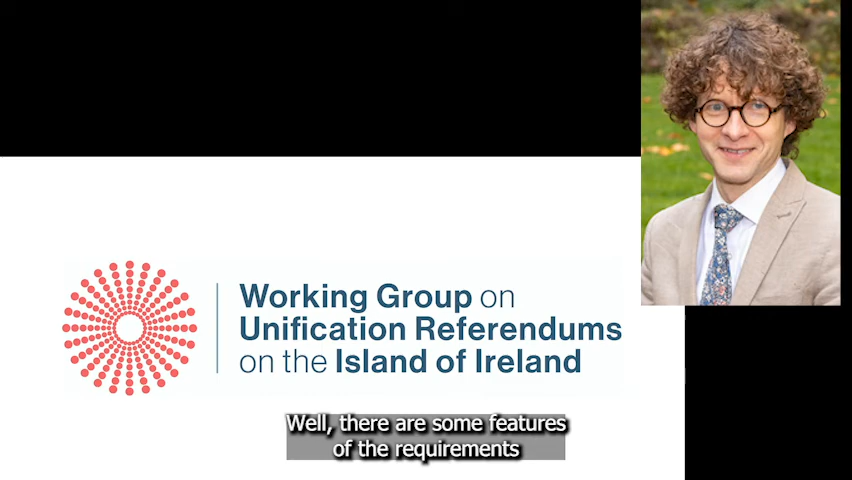 Working Group on
Unification Referendums
on the Island of Ireland
Well, there are some features
of the requirements